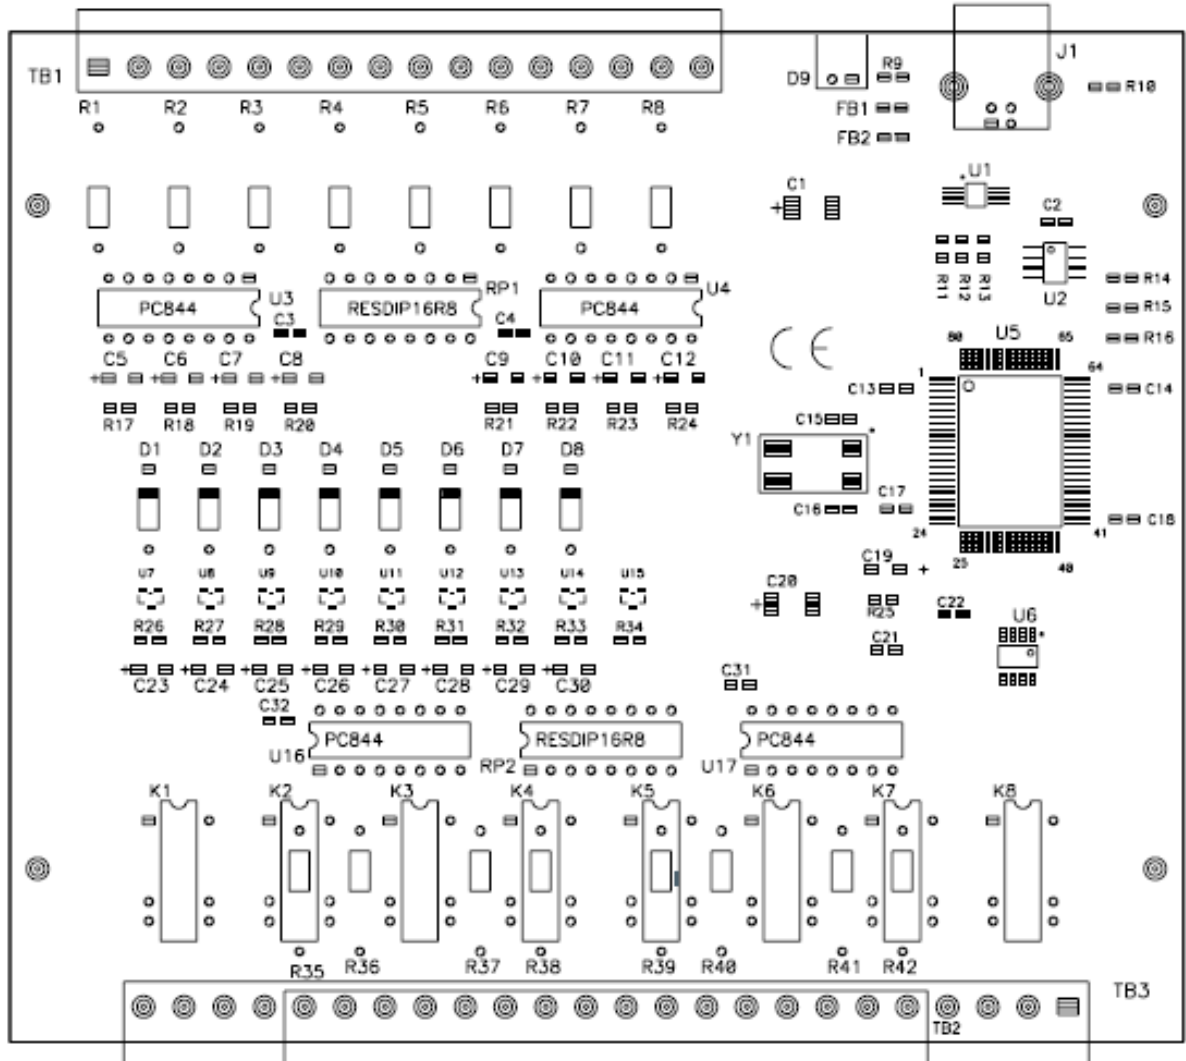 J1
TB1
D9
R9
R10
R1 R2 R3 R4 R5 R6 R7 R8
FB1
FB2
U1
C1
C2
R11 R12 R13
R14
U2
U3
RP1
U4
PC844 RESDIP16R8 PC844
R15
C3
C4
80 U5 65
R16
CE
C5 C6 C7 C8 C9 C10 C11 C12
1
64
C13
C14
R17 R18 R19 R20 R21 R22 R23 R24
C15
Y1
D1 D2 D3 D4 D5 D6 D7 D8
C16
C17
C18
24
41
25
40
C19
U7 U8 U9 U10 U11 U12 U13 U14 U15
C20
R25
C22
U6
R26 R27 R28 R29 R30 R31 R32 R33 R34
C21
C23 C24 C25 C26 C27 C28 C29 C30
C31
C32
PC844 RESDIP16R8 PC844
U16
RP2
U17
K1 K2 K3 K4 K5 K6 K7 K8
R35 R36 R37 R38 R39 R40 R41 R42
TB3
TB2